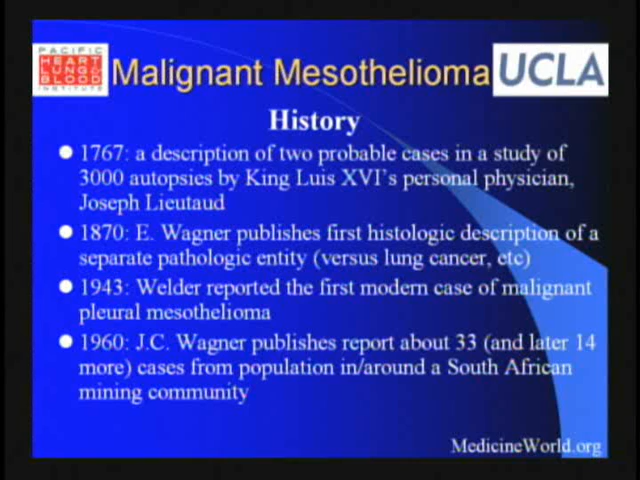 PACIFIC
HEART
LUNG&
BLOOD
INSTITUTE
Malignant Mesothelioma
UCLA
History
1767: a description of two probable cases in a study of
3000 autopsies by King Luis XVI's personal physician,
Joseph Lieutaud
1870: E. Wagner publishes first histologic description of a
separate pathologic entity (versus lung cancer, etc)
1943: Welder reported the first modern case of malignant
pleural mesothelioma
1960: J.C. Wagner publishes report about 33 (and later 14
more) cases from population in/around a South African
mining community
MedicineWorld.org